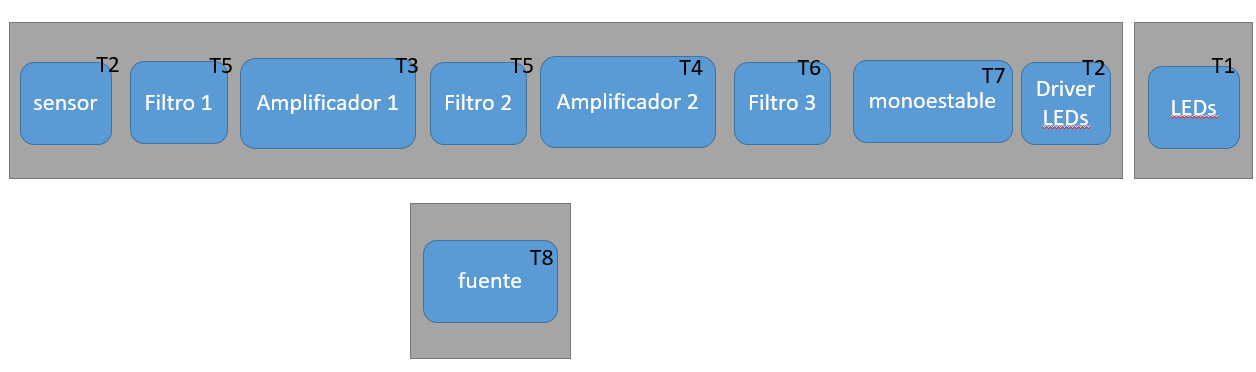 T2 T5 T3 T5 T4 T6 T7 T2 T1
sensor Filtro 1 Amplificador 1 Filtro 2 Amplificador 2 Filtro 3 monoestable Driver LEDs LEDs
T8
fuente